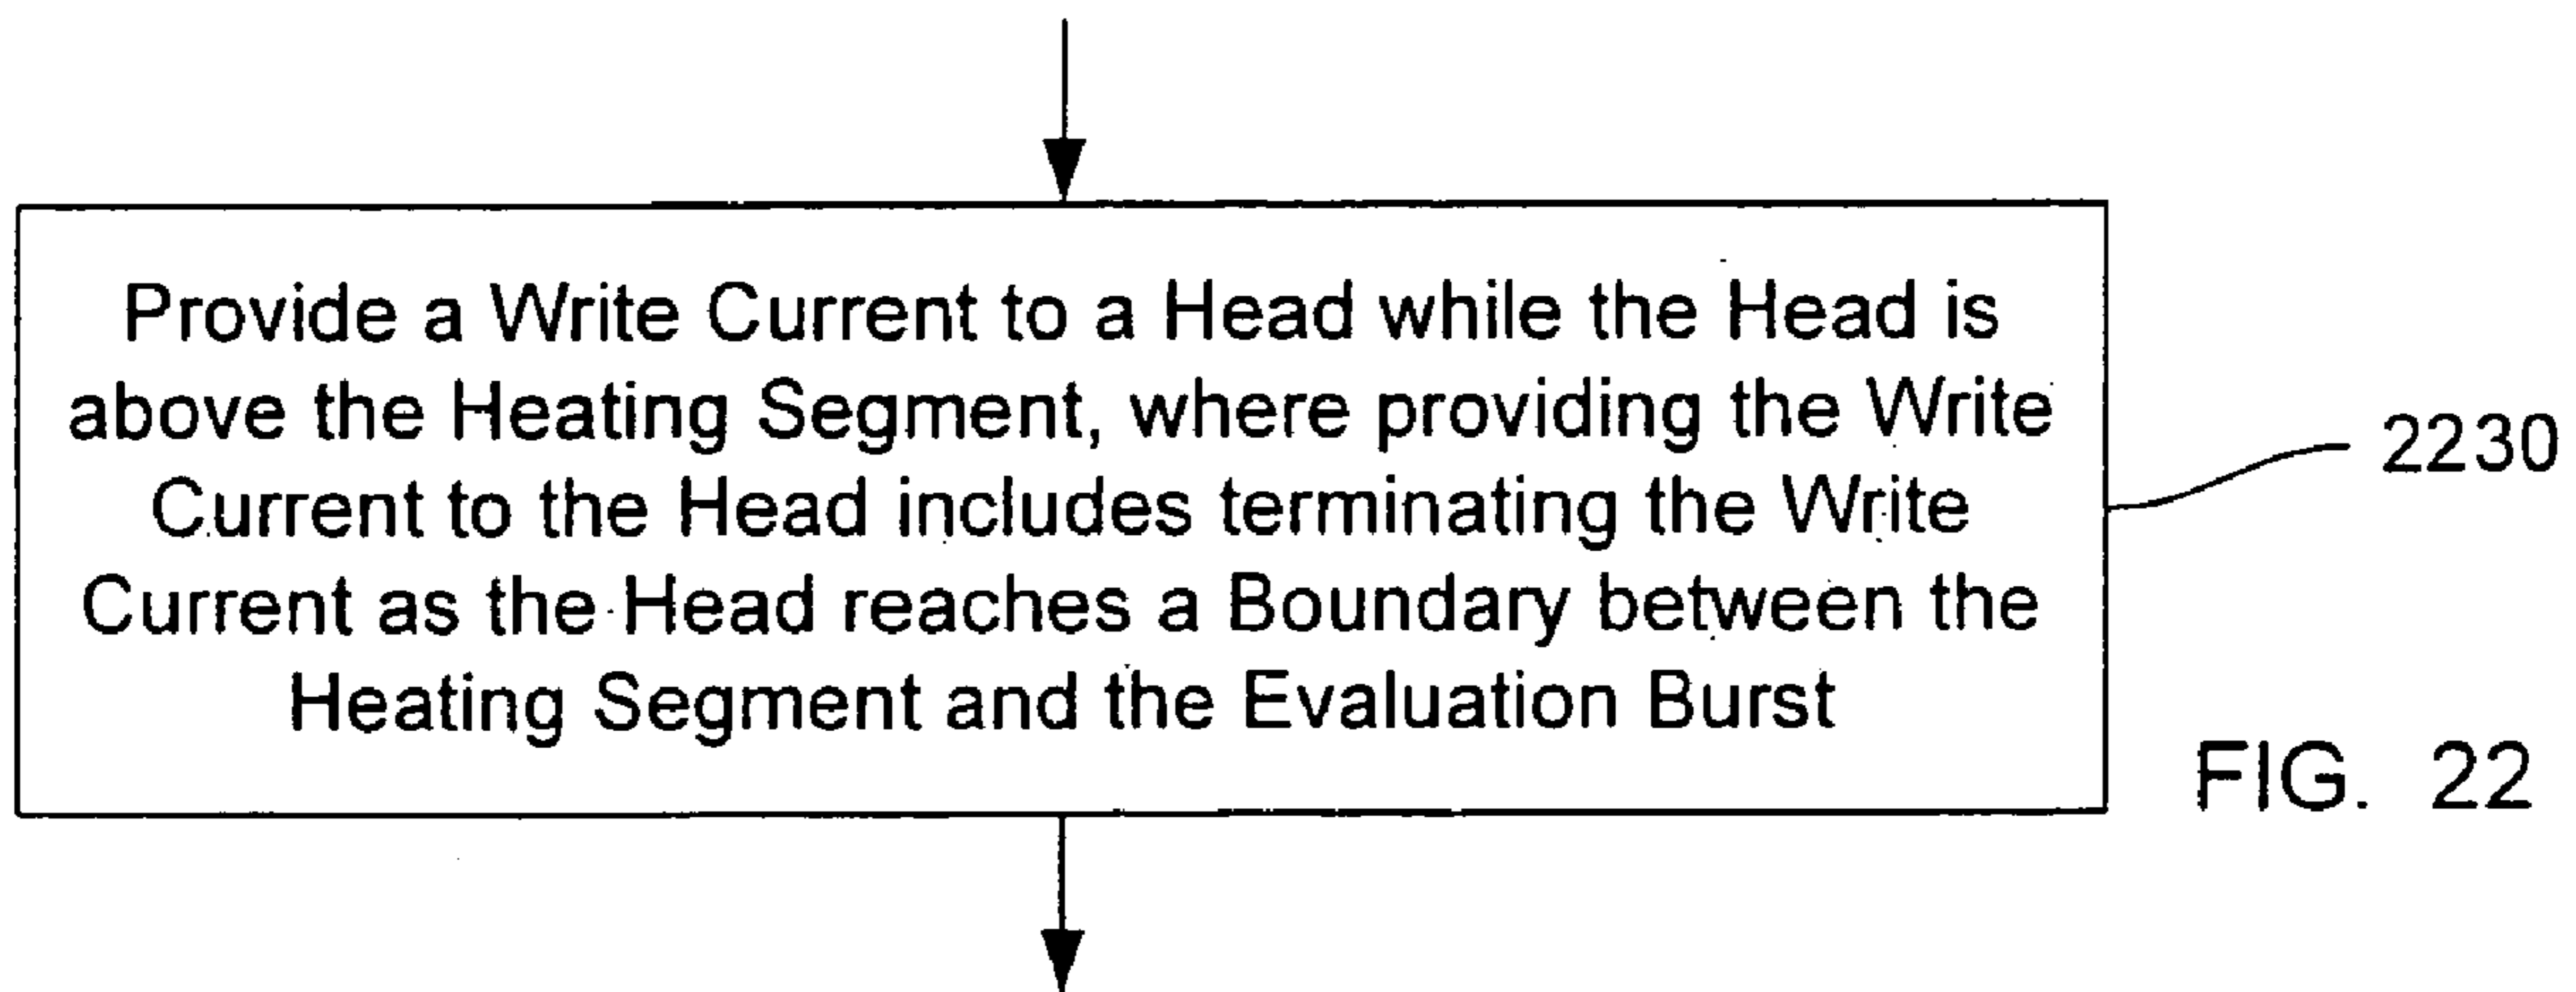 Provide a Write Current to a Head while the Head is
above the Heating Segment, where providing the Write
Current to the Head includes terminating the Write
Current as the Head reaches a Boundary between the
Heating Segment and the Evaluation Burst
2230
FIG. 22